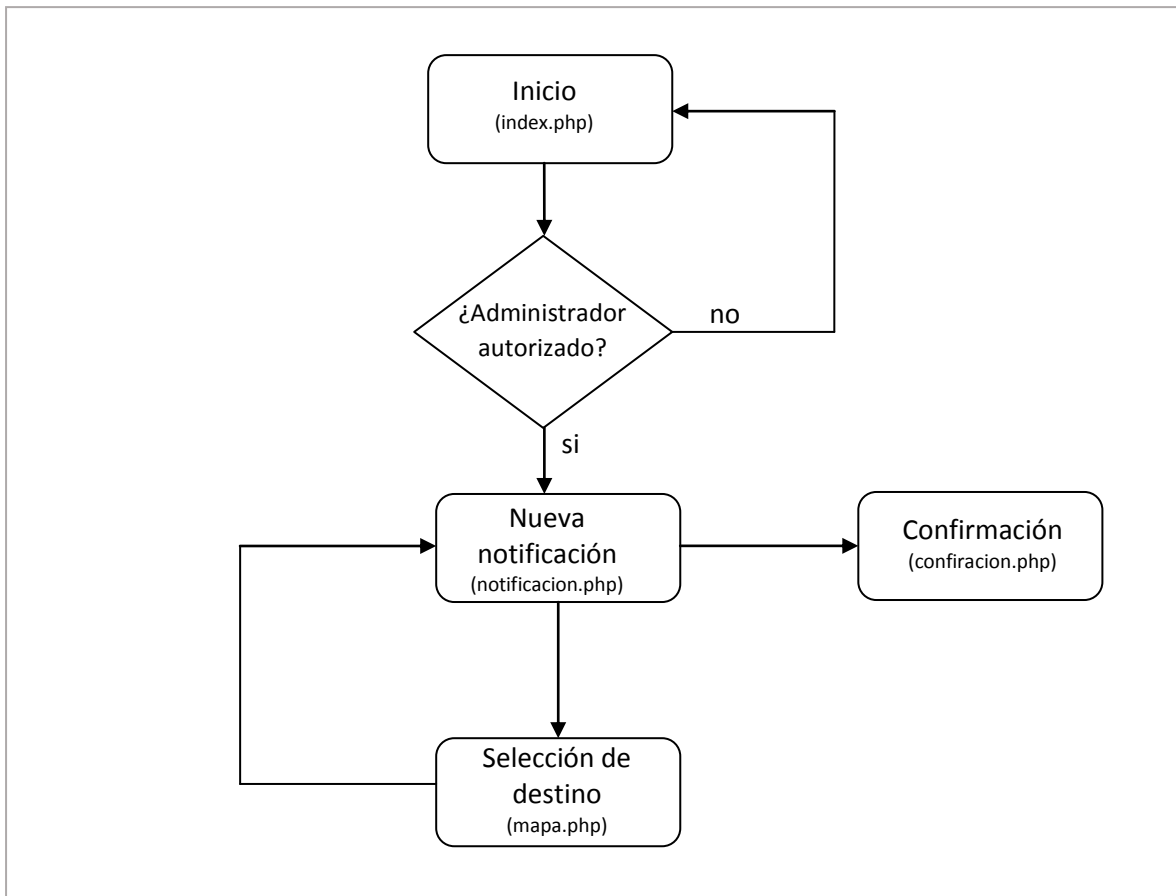 Inicio
(index.php)
¿Administrador
autorizado?
no
si
Nueva
notificación
(notificacion.php)
Confirmación
(confiracion.php)
Selección de
destino
(mapa.php)